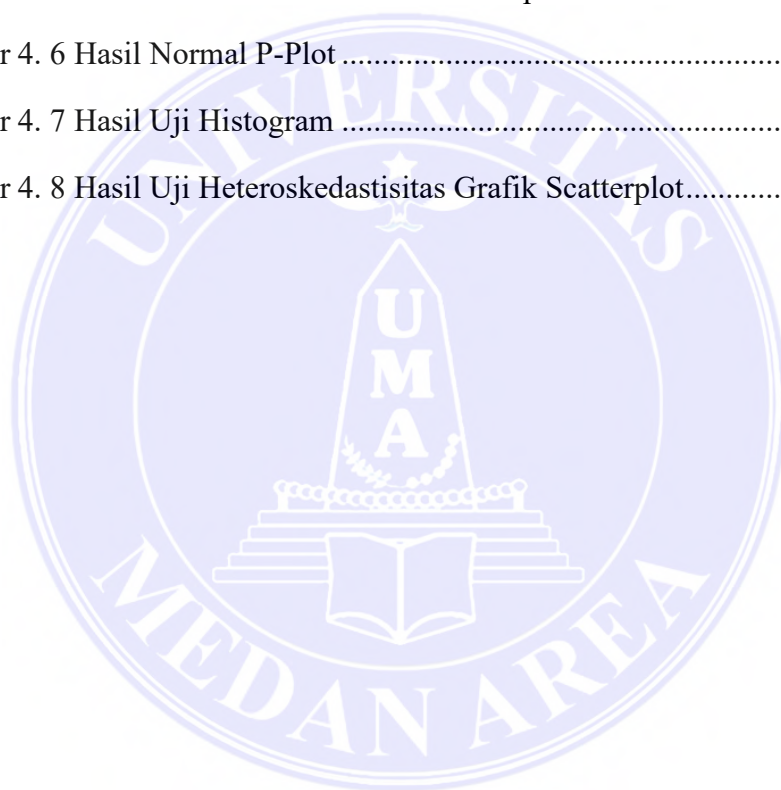 r 4. 6 Hasil Normal P-Plot ........................................................
r 4. 7 Hasil Uji Histogram ........................................................
r 4. 8 Hasil Uji Heteroskedastisitas Grafik Scatterplot............
UNIVERSITAS
U
M
A
MEDAN AREA